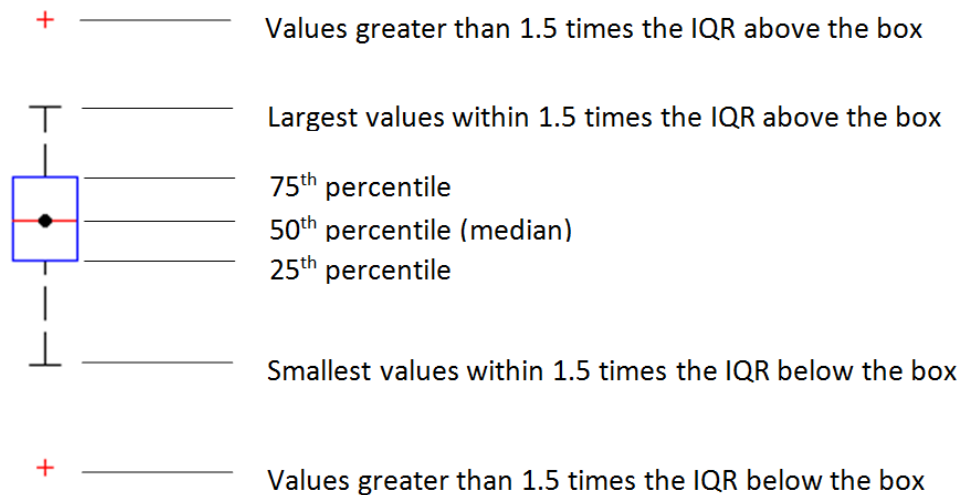 Values greater than 1.5 times the IQR above the box
Largest values within 1.5 times the IQR above the box
75th percentile
50th percentile (median)
25th percentile
Smallest values within 1.5 times the IQR below the box
Values greater than 1.5 times the IQR below the box